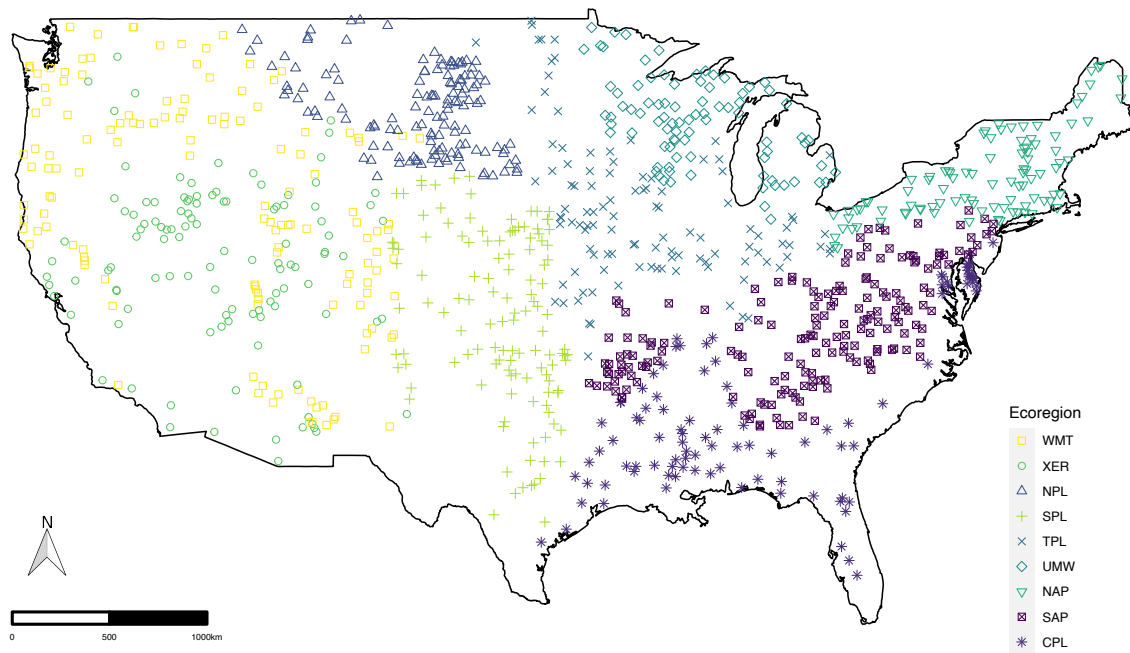 Ecoregion
WMT
XER
NPL
SPL
TPL
UMW
NAP
SAP
CPL
N
0 500 1000km